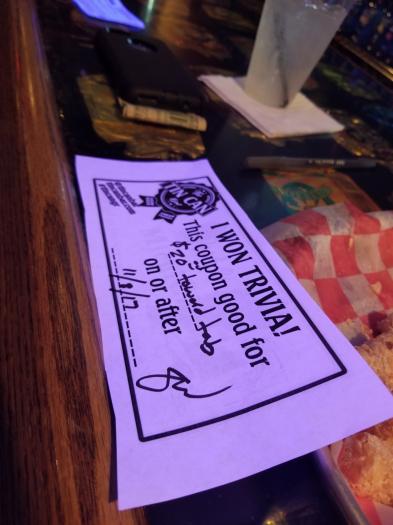 I WON TRIVIA!
This coupon good for
$20 toward tab
on or after
11/8/17